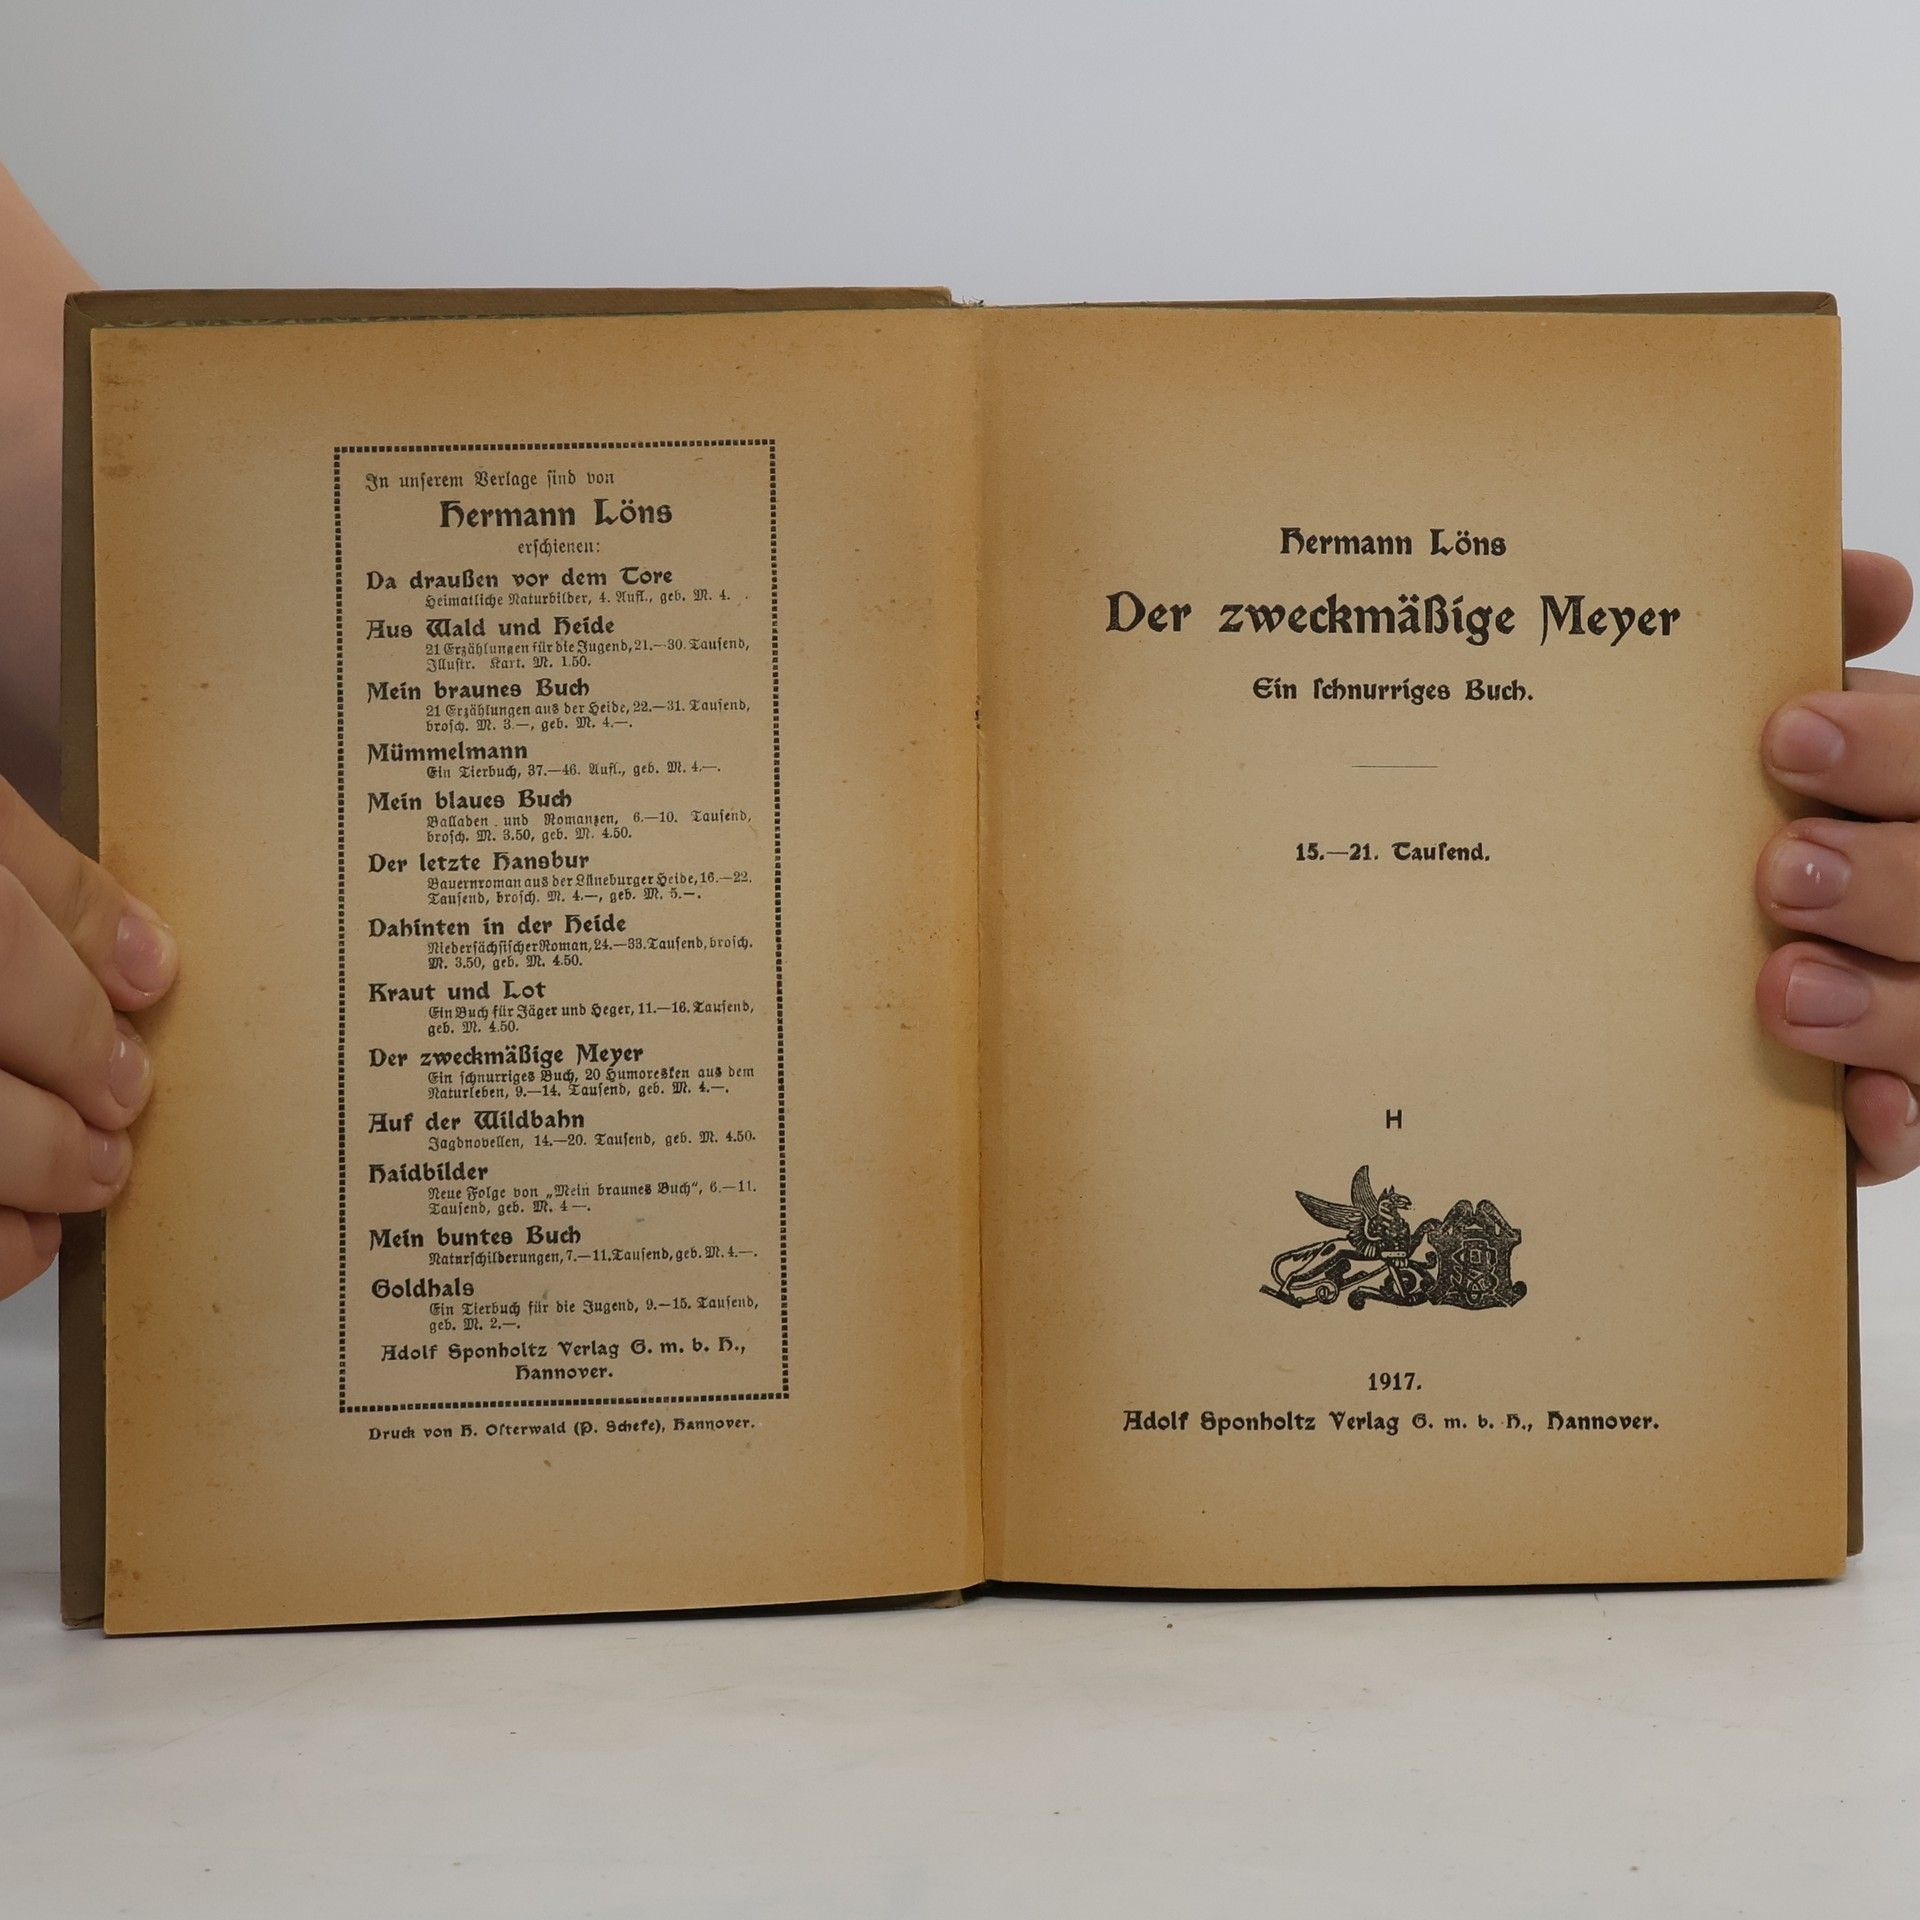 In unserem Verlage sind von
Hermann Löns
erschienen:
Da draußen vor dem Tore
Heimatliche Naturbilder, 4. Aufl., geb. M. 4.
Aus Wald und Heide
21 Erzählungen für die Jugend, 21.—30. Tausend,
Illustr. Kart. M. 1.50.
Mein braunes Buch
21 Erzählungen aus der Heide, 22.—31. Tausend,
brosch. M. 3.—, geb. M. 4.—.
Mümmelmann
Ein Tierbuch, 37.—46. Aufl., geb. M. 4.—.
Mein blaues Buch
Balladen und Romanzen, 6.—10. Tausend,
brosch. M. 3.50, geb. M. 4.50.
Der letzte Hansbur
Bauernroman aus der Lüneburger Heide, 16.—22.
Tausend, brosch. M. 4.—, geb. M. 5.—.
Dahinten in der Heide
Niedersächsischer Roman, 24.—33. Tausend, brosch.
M. 3.50, geb. M. 4.50.
Kraut und Lot
Ein Buch für Jäger und Heger, 11.—16. Tausend,
geb. M. 4.50.
Der zweckmäßige Meyer
Ein schnurriges Buch, 20 Humoresken aus dem
Naturleben, 9.—14. Tausend, geb. M. 4.—.
Auf der Wildbahn
Jagdnovellen, 14.—20. Tausend, geb. M. 4.50.
Haidbilder
Neue Folge von „Mein braunes Buch“, 6.—11.
Tausend, geb. M. 4—.
Mein buntes Buch
Naturschilderungen, 7.—11. Tausend, geb. M. 4.—.
Goldhals
Ein Tierbuch für die Jugend, 9.—15. Tausend,
geb. M. 2.—.
Adolf Sponholtz Verlag G. m. b. H.,
Hannover.
Druck von H. Osterwald (P. Schefe), Hannover.
Hermann Löns
Der zweckmäßige Meyer
Ein schnurriges Buch.
15.—21. Tausend.
H
1917.
Adolf Sponholtz Verlag G. m. b. H., Hannover.